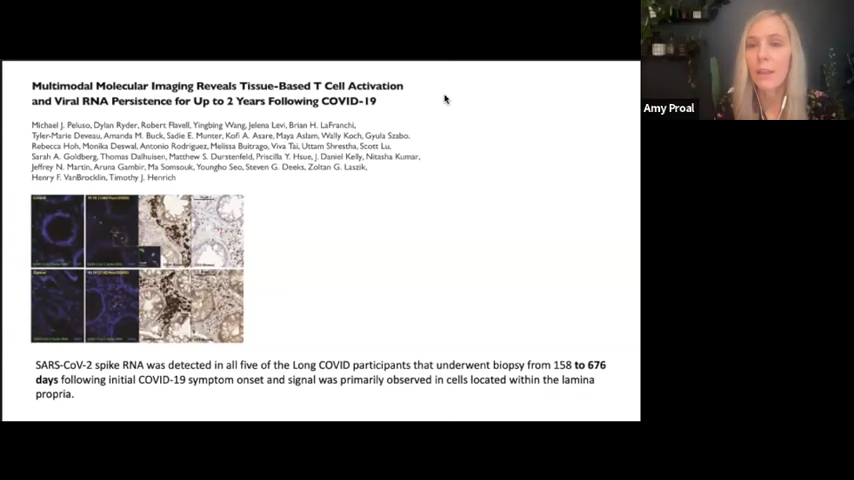 Multimodal Molecular Imaging Reveals Tissue-Based T Cell Activation
and Viral RNA Persistence for Up to 2 Years Following COVID-19
Michael J. Peluso, Dylan Ryder, Robert Flavell, Yingbing Wang, Jelena Levi, Brian H. LaFranchi,
Tyler-Marie Deveau, Amanda M. Buck, Sadie E. Munter, Kofi A. Asare, Maya Aslam, Wally Koch, Gyula Szabo,
Rebecca Hoh, Monika Deswal, Antonio Rodriguez, Melissa Buitrago, Viva Tai, Uttam Shrestha, Scott Lu,
Sarah A. Goldberg, Thomas Dalhuisen, Matthew S. Durstenfeld, Priscilla Y. Hsue, J. Daniel Kelly, Nitasha Kumar,
Jeffrey N. Martin, Aruna Gambir, Ma Somsouk, Youngho Seo, Steven G. Deeks, Zoltan G. Laszik,
Henry F. VanBrocklin, Timothy J. Henrich
Control
Control
SARS-CoV-2 spike RNA was detected in all five of the Long COVID participants that underwent biopsy from 158 to 676
days following initial COVID-19 symptom onset and signal was primarily observed in cells located within the lamina
propria.
Amy Proal